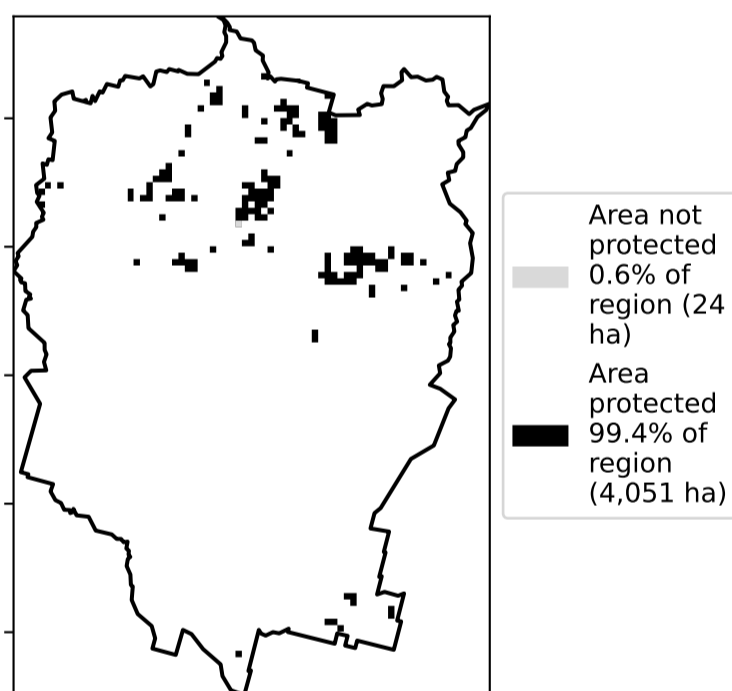 Area not
protected
0.6% of
region (24
ha)
Area
protected
99.4% of
region
(4,051 ha)